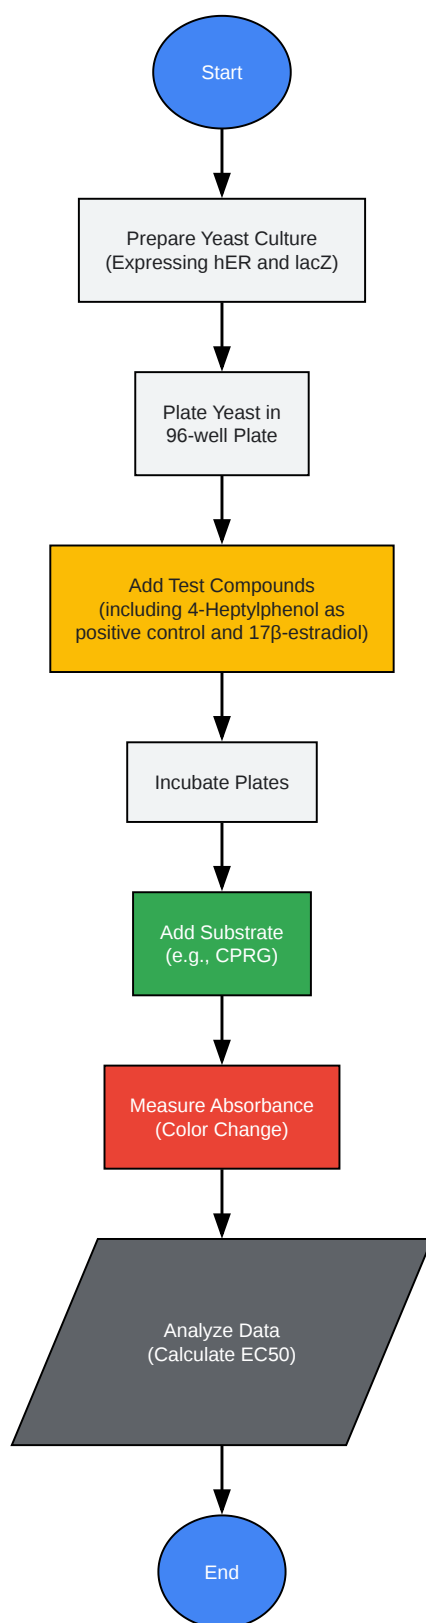 Start
Prepare Yeast Culture
(Expressing hER and lacZ)
Plate Yeast in
96-well Plate
Add Test Compounds
(including 4-Heptylphenol as
positive control and 17β-estradiol)
Incubate Plates
Add Substrate
(e.g., CPRG)
Measure Absorbance
(Color Change)
Analyze Data
(Calculate EC50)
End